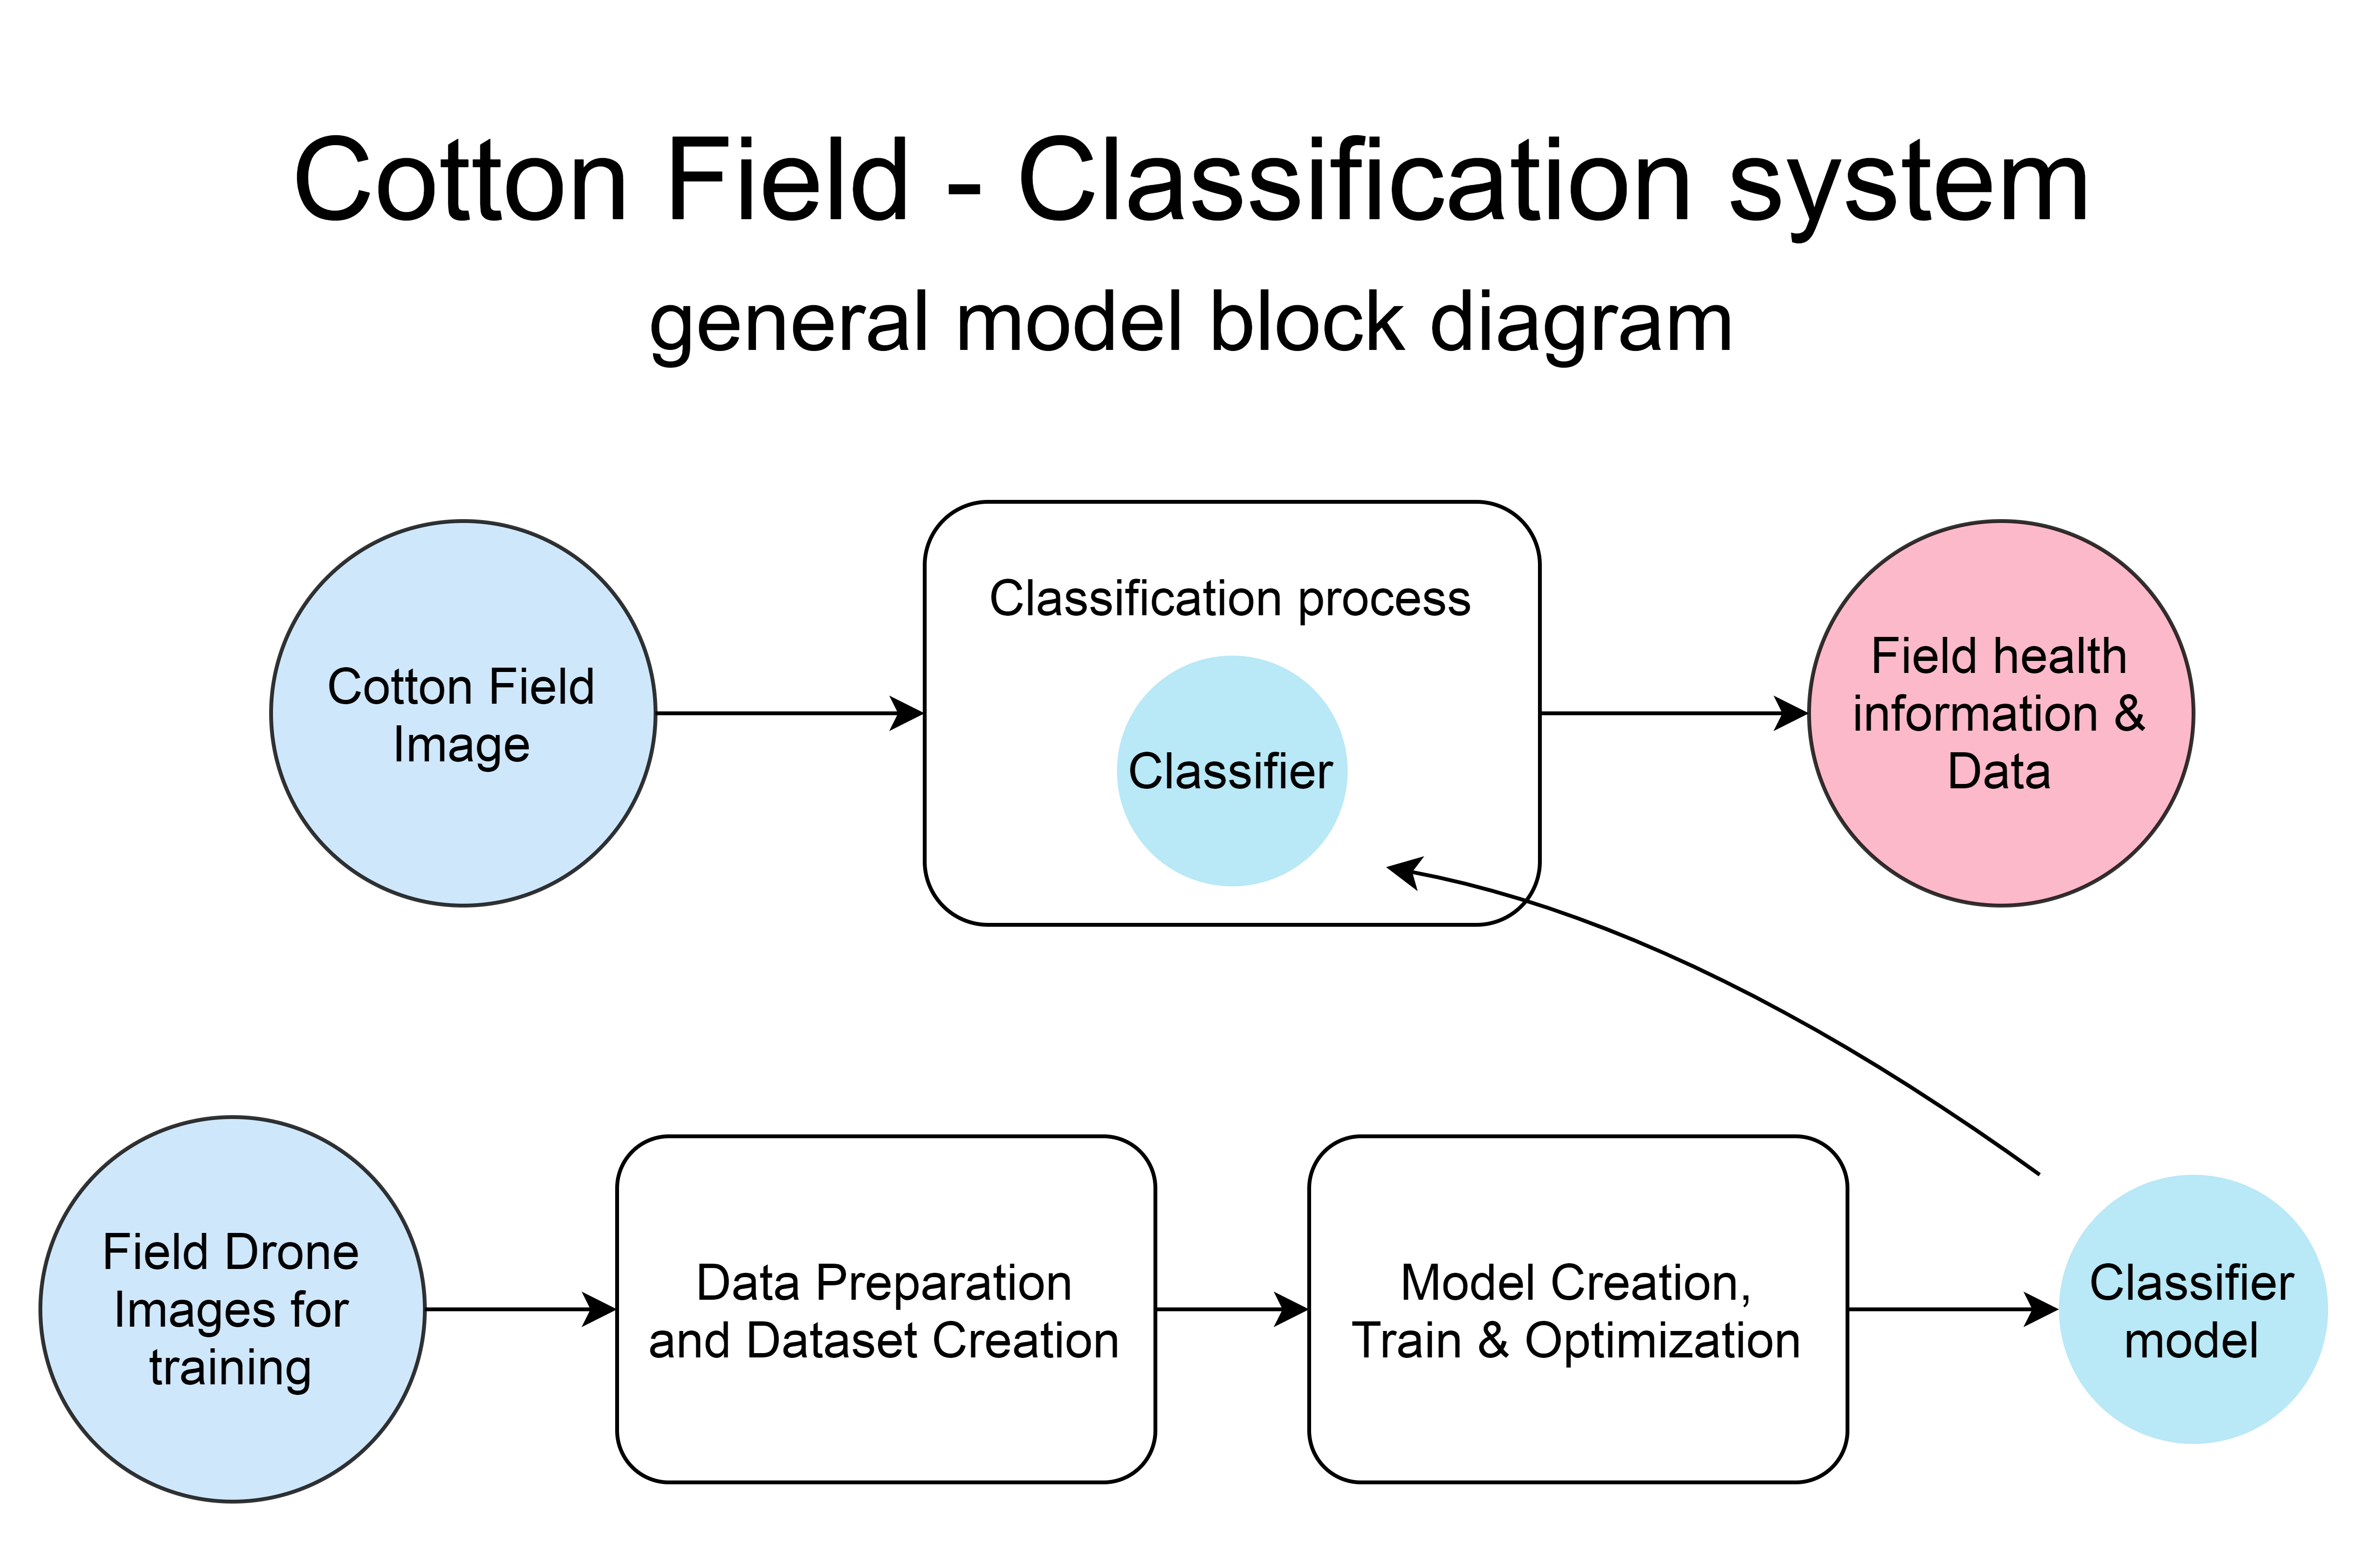 Cotton Field - Classification system
general model block diagram
Cotton Field
Image
Classification process
Classifier
Field health
information &
Data
Field Drone
Images for
training
Data Preparation
and Dataset Creation
Model Creation,
Train & Optimization
Classifier
model